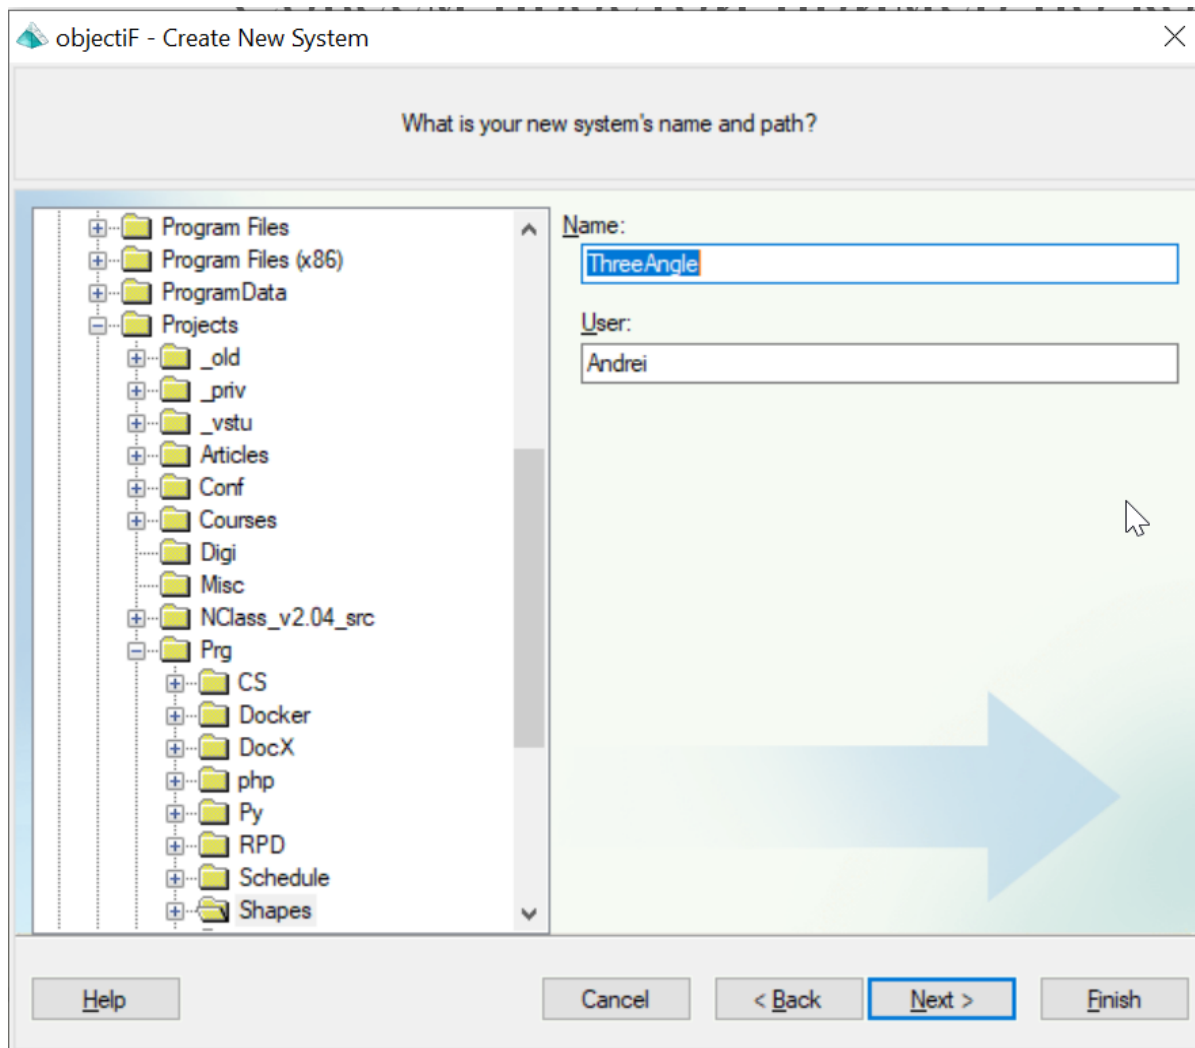 objectiF - Create New System
What is your new system's name and path?
Program Files
Program Files (x86)
ProgramData
Projects
_old
_priv
_vstu
Articles
Conf
Courses
Digi
Misc
NClass_v2.04_src
Prg
CS
Docker
DocX
php
Py
RPD
Schedule
Shapes
Name:
ThreeAngle
User:
Andrei
Help
Cancel
< Back
Next >
Finish